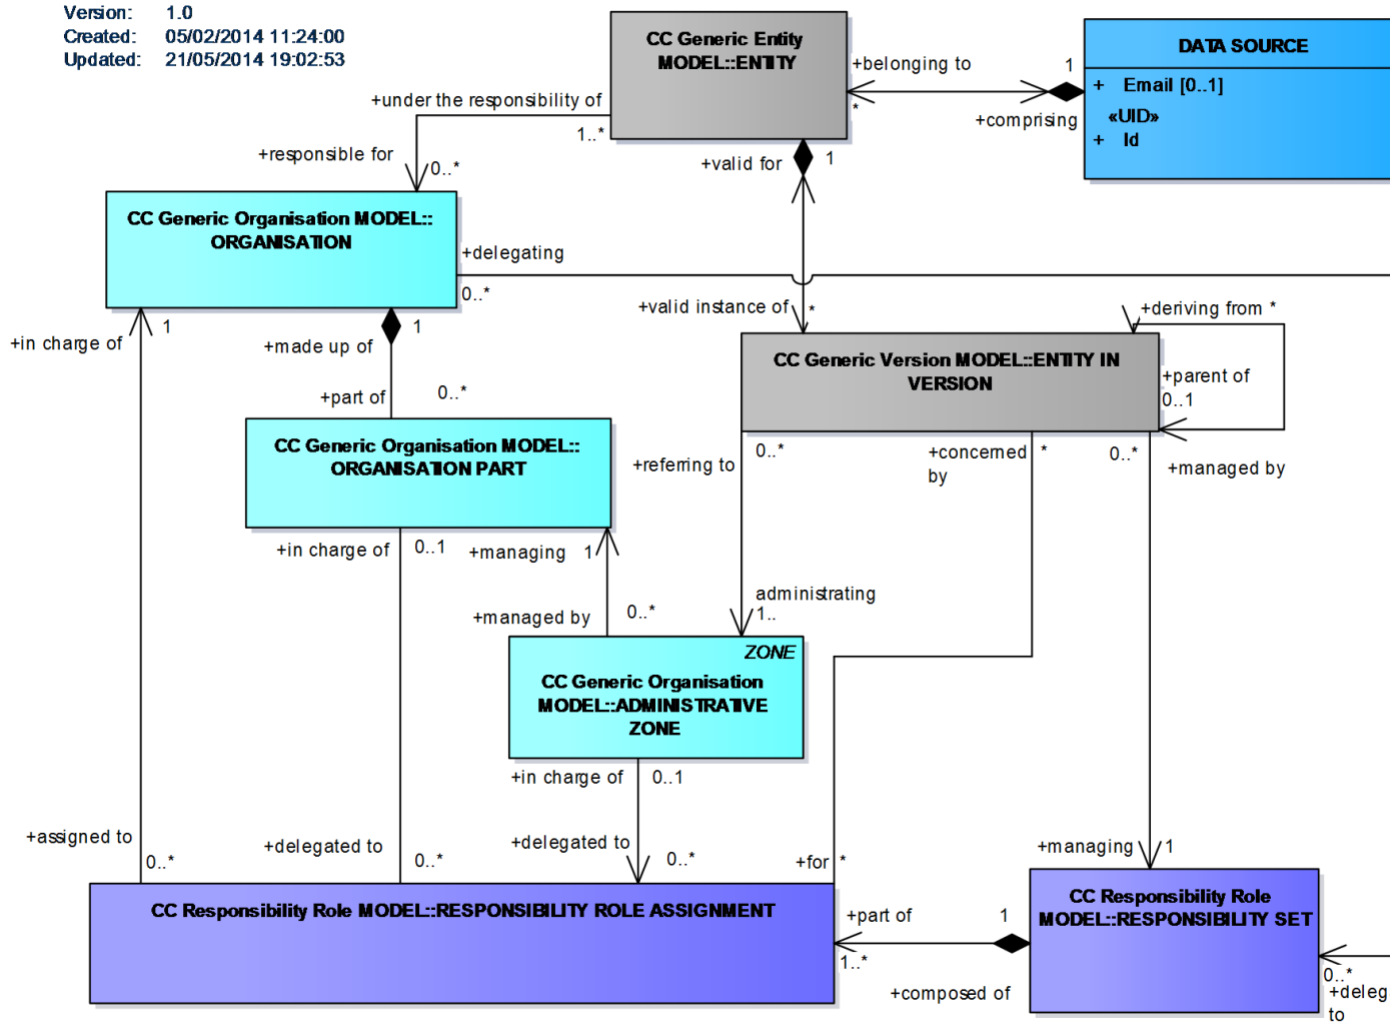 Version: 1.0
Created: 05/02/2014 11:24:00
Updated: 21/05/2014 19:02:53
CC Generic Entity
MODEL::ENTITY
DATA SOURCE
+ Email [0..1]
«UID»
+ Id
+belonging to
*
1
+comprising
+under the responsibility of
1..*
+responsible for
0..*
+valid for
1
CC Generic Organisation MODEL::
ORGANISATION
+delegating
0..*
+valid instance of
*
+deriving from *
+in charge of
1
+made up of
1
CC Generic Version MODEL::ENTITY IN
VERSION
+parent of
0..1
+part of
0..*
CC Generic Organisation MODEL::
ORGANISATION PART
+referring to
0..*
+concerned
by
*
0..*
+managed by
+in charge of
0..1
+managing
1
+managed by
0..*
administrating
1..
ZONE
CC Generic Organisation
MODEL::ADMINISTRATIVE
ZONE
+in charge of
0..1
+assigned to
0..*
+delegated to
0..*
+delegated to
0..*
+for
*
+managing
1
CC Responsibility Role MODEL::RESPONSIBILITY ROLE ASSIGNMENT
+part of
1..*
1
+composed of
CC Responsibility Role
MODEL::RESPONSIBILITY SET
0..*
+deleg
to